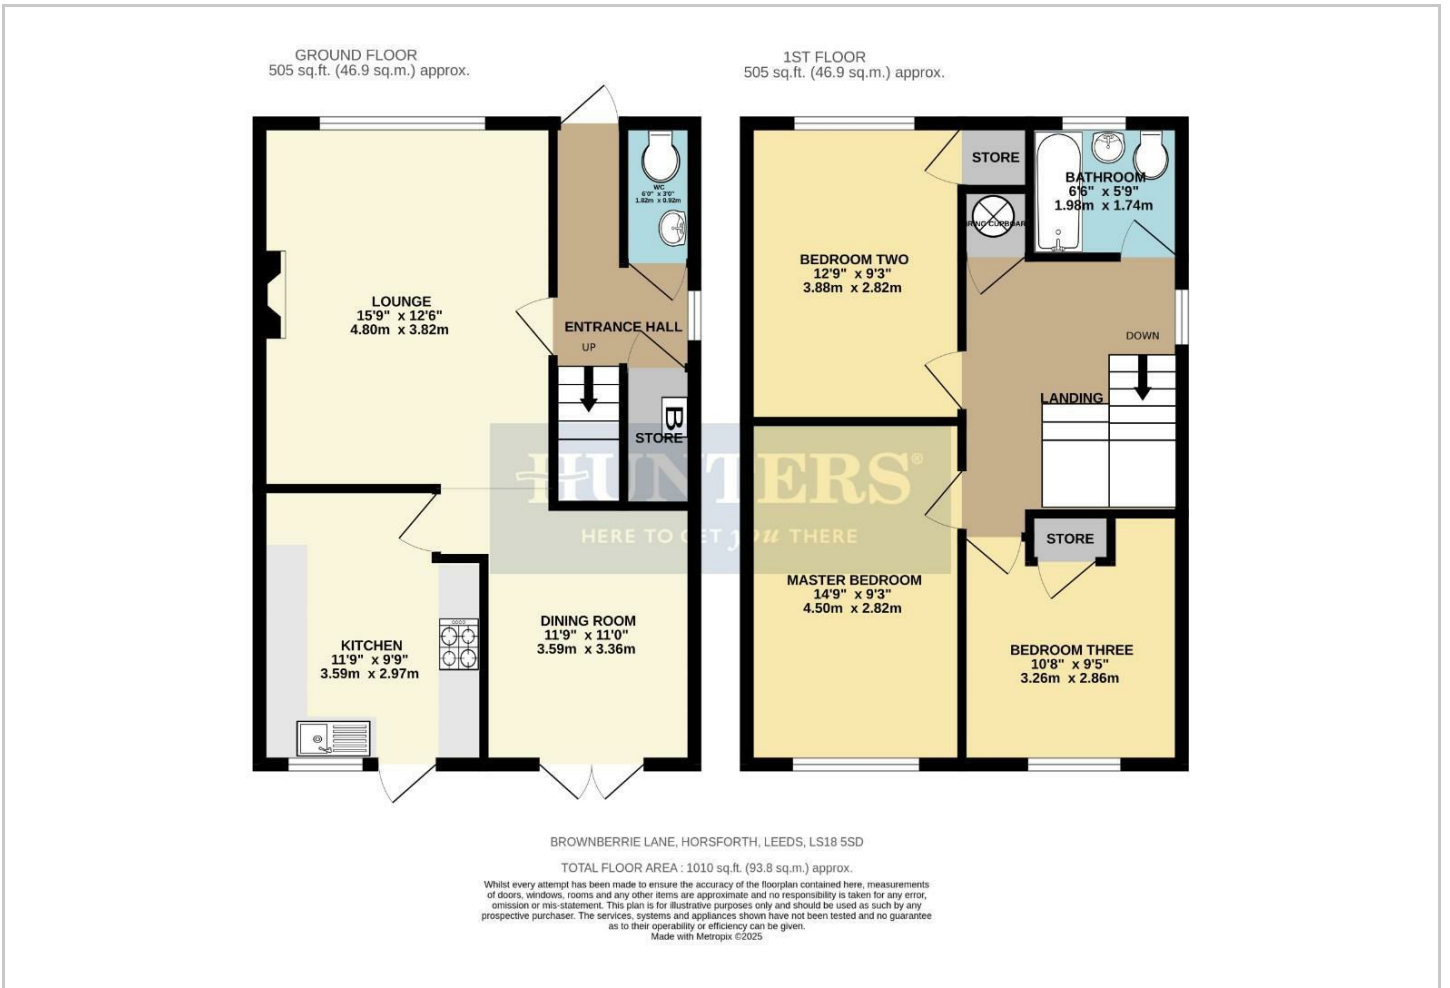 GROUND FLOOR
505 sq.ft. (46.9 sq.m.) approx.
1ST FLOOR
505 sq.ft. (46.9 sq.m.) approx.
WC
6'0" x 3'0"
1.82m x 0.92m
LOUNGE
15'9" x 12'6"
4.80m x 3.82m
ENTRANCE HALL
UP
B
STORE
KITCHEN
11'9" x 9'9"
3.59m x 2.97m
DINING ROOM
11'9" x 11'0"
3.59m x 3.36m
STORE
BATHROOM
6'6" x 5'9"
1.98m x 1.74m
BEDROOM TWO
12'9" x 9'3"
3.88m x 2.82m
DOWN
LANDING
STORE
MASTER BEDROOM
14'9" x 9'3"
4.50m x 2.82m
BEDROOM THREE
10'8" x 9'5"
3.26m x 2.86m
HUNTERS®
HERE TO GET you THERE
BROWNBERRIE LANE, HORSFORTH, LEEDS, LS18 5SD
TOTAL FLOOR AREA : 1010 sq.ft. (93.8 sq.m.) approx.
Whilst every attempt has been made to ensure the accuracy of the floorplan contained here, measurements
of doors, windows, rooms and any other items are approximate and no responsibility is taken for any error,
omission or mis-statement. This plan is for illustrative purposes only and should be used as such by any
prospective purchaser. The services, systems and appliances shown have not been tested and no guarantee
as to their operability or efficiency can be given.
Made with Metropix ©2025